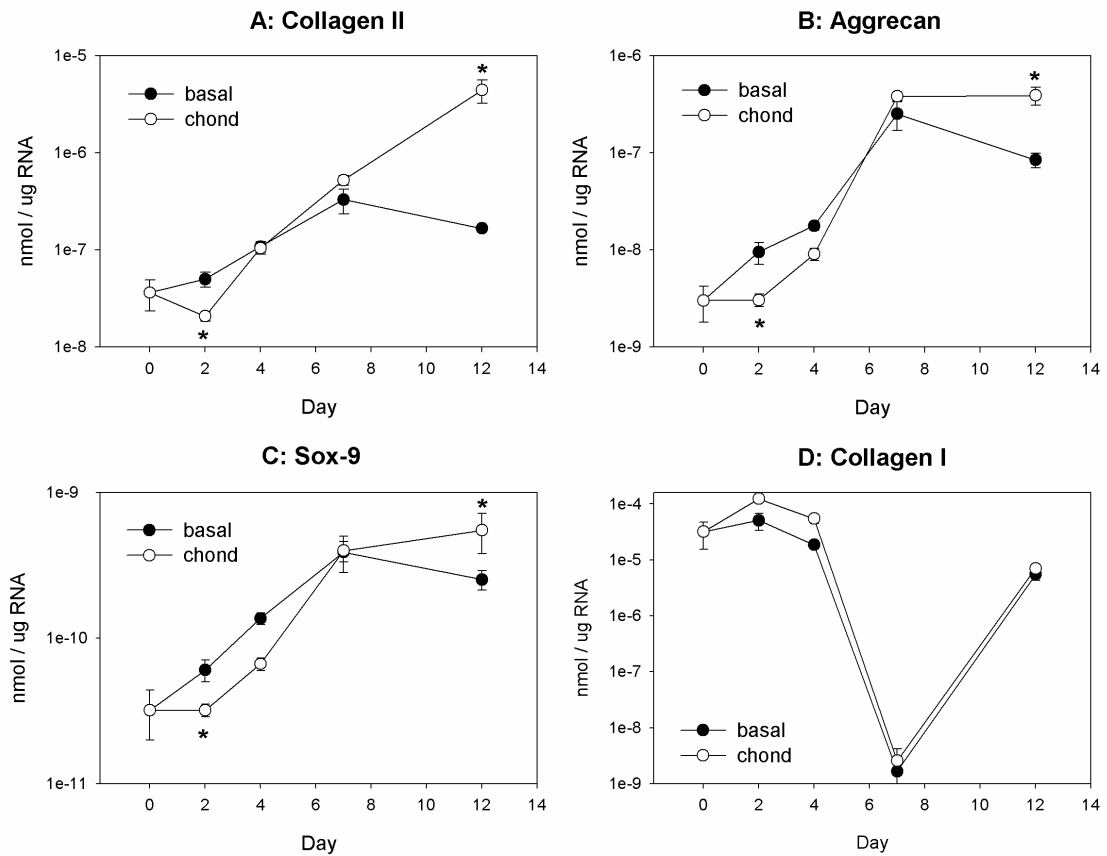 A: Collagen II
1e-5
1e-6
1e-7
1e-8
nmol / ug RNA
basal
chond
*
*
0 2 4 6 8 10 12 14
Day
B: Aggrecan
1e-6
1e-7
1e-8
1e-9
nmol / ug RNA
basal
chond
*
*
0 2 4 6 8 10 12 14
Day
C: Sox-9
1e-9
1e-10
1e-11
nmol / ug RNA
basal
chond
*
*
0 2 4 6 8 10 12 14
Day
D: Collagen I
1e-4
1e-5
1e-6
1e-7
1e-8
1e-9
nmol / ug RNA
basal
chond
0 2 4 6 8 10 12 14
Day